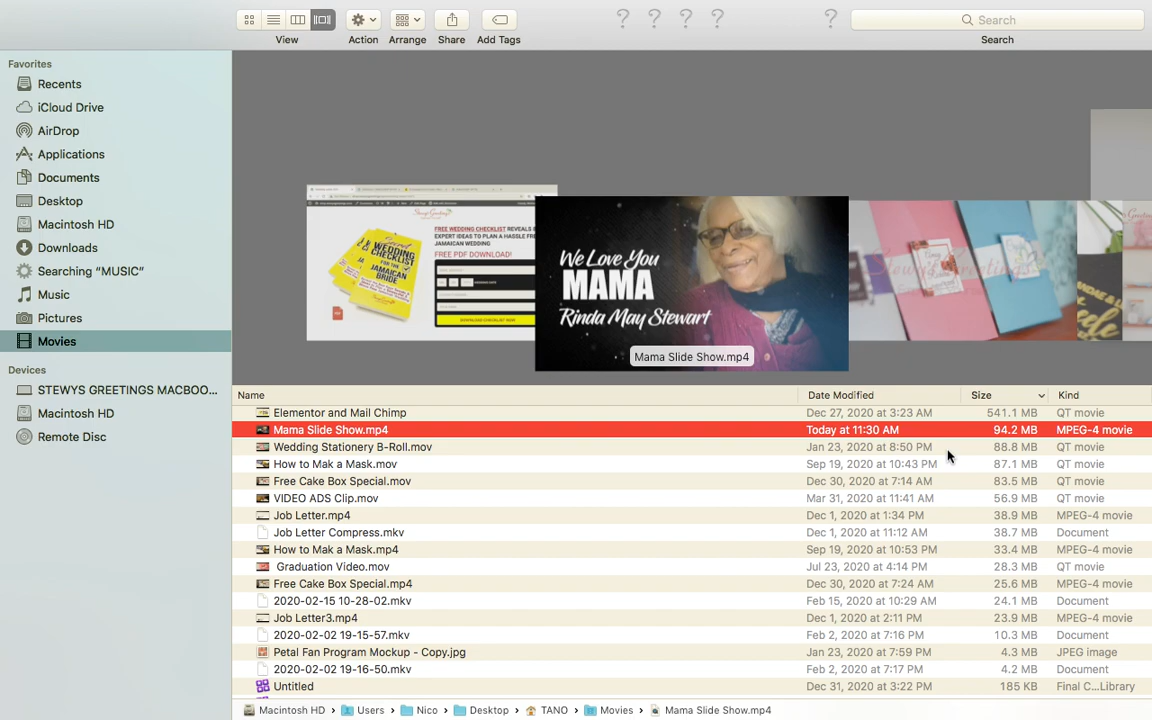 View
Action
Arrange
Share
Add Tags
Search
Search
Favorites
Recents
iCloud Drive
AirDrop
Applications
Documents
Desktop
Macintosh HD
Downloads
Searching "MUSIC"
Music
Pictures
Movies
Devices
STEWYS GREETINGS MACBOO...
Macintosh HD
Remote Disc
FREE WEDDING CHECKLIST REVEALS
EXPERT IDEAS TO PLAN A HASSLE FR
JAMAICAN WEDDING
FREE PDF DOWNLOAD!
WEDDING
CHECKLIST
FOR THE
JAMAICAN
BRIDE
DOWNLOAD CHECKLIST NOW
We Love You
MAMA
Rinda May Stewart
Mama Slide Show.mp4
Name Date Modified Size Kind
Elementor and Mail Chimp Dec 27, 2020 at 3:23 AM 541.1 MB QT movie
Mama Slide Show.mp4 Today at 11:30 AM 94.2 MB MPEG-4 movie
Wedding Stationery B-Roll.mov Jan 23, 2020 at 8:50 PM 88.8 MB QT movie
How to Mak a Mask.mov Sep 19, 2020 at 10:43 PM 87.1 MB QT movie
Free Cake Box Special.mov Dec 30, 2020 at 7:14 AM 83.5 MB QT movie
VIDEO ADS Clip.mov Mar 31, 2020 at 11:41 AM 56.9 MB QT movie
Job Letter.mp4 Dec 1, 2020 at 1:34 PM 38.9 MB MPEG-4 movie
Job Letter Compress.mkv Dec 1, 2020 at 11:12 AM 38.7 MB Document
How to Mak a Mask.mp4 Sep 19, 2020 at 10:53 PM 33.4 MB MPEG-4 movie
Graduation Video.mov Jul 23, 2020 at 4:14 PM 28.3 MB QT movie
Free Cake Box Special.mp4 Dec 30, 2020 at 7:24 AM 25.6 MB MPEG-4 movie
2020-02-15 10-28-02.mkv Feb 15, 2020 at 10:29 AM 24.1 MB Document
Job Letter3.mp4 Dec 1, 2020 at 2:11 PM 23.9 MB MPEG-4 movie
2020-02-02 19-15-57.mkv Feb 2, 2020 at 7:16 PM 10.3 MB Document
Petal Fan Program Mockup - Copy.jpg Jan 23, 2020 at 7:59 PM 4.3 MB JPEG image
2020-02-02 19-16-50.mkv Feb 2, 2020 at 7:17 PM 4.2 MB Document
Untitled Dec 31, 2020 at 3:22 PM 185 KB Final C...Library
Macintosh HD › Users › Nico › Desktop › TANO › Movies › Mama Slide Show.mp4